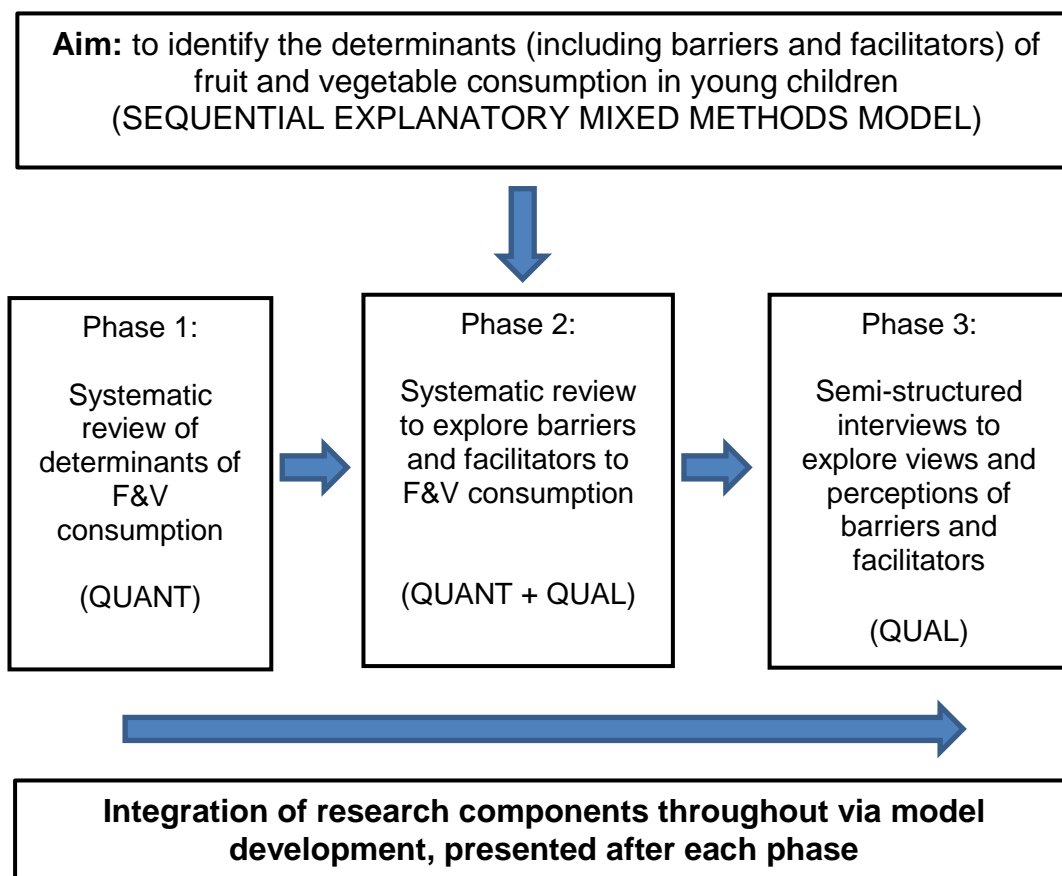 Aim: to identify the determinants (including barriers and facilitators) of
fruit and vegetable consumption in young children
(SEQUENTIAL EXPLANATORY MIXED METHODS MODEL)
Phase 1:
Systematic
review of
determinants of
F&V
consumption
(QUANT)
Phase 2:
Systematic review
to explore barriers
and facilitators to
F&V consumption
(QUANT + QUAL)
Phase 3:
Semi-structured
interviews to
explore views and
perceptions of
barriers and
facilitators
(QUAL)
Integration of research components throughout via model
development, presented after each phase